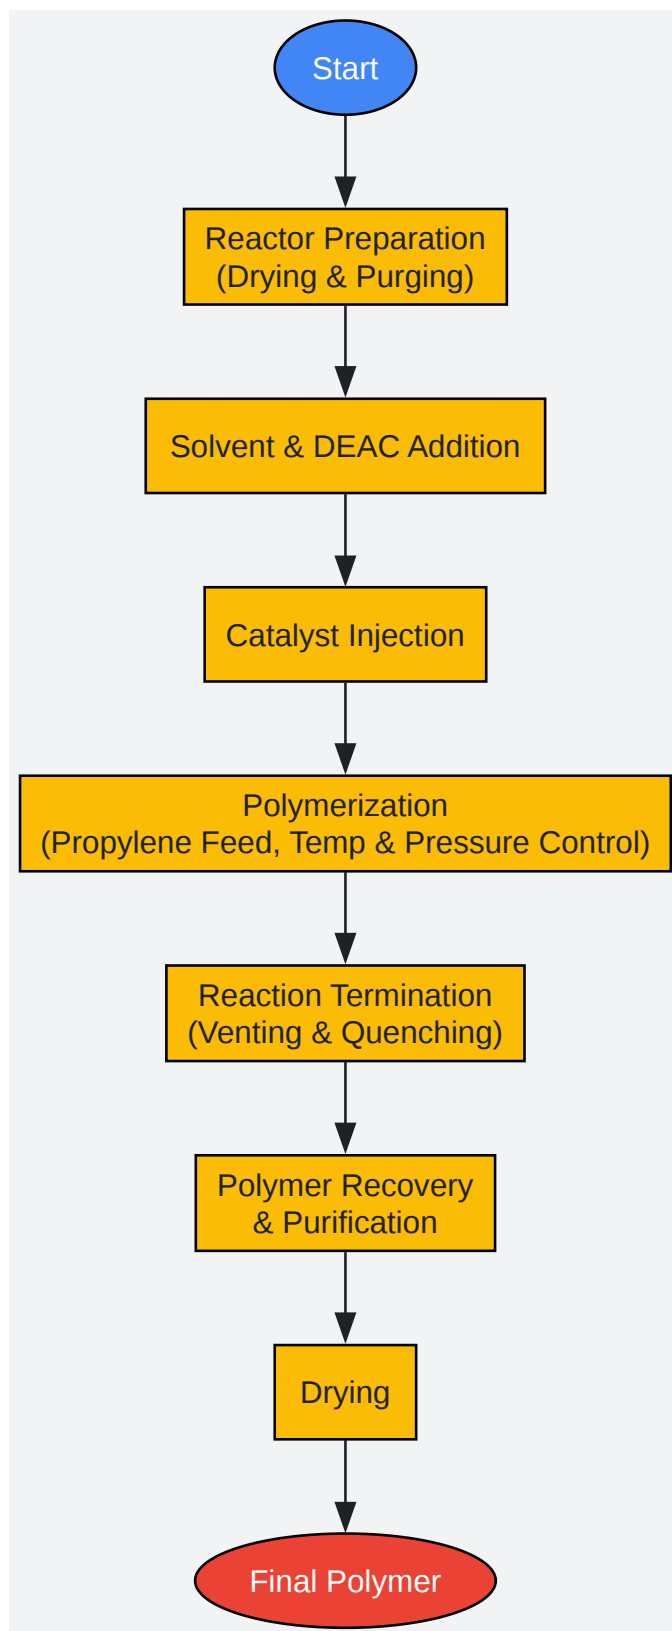 Start
Reactor Preparation
(Drying & Purging)
Solvent & DEAC Addition
Catalyst Injection
Polymerization
(Propylene Feed, Temp & Pressure Control)
Reaction Termination
(Venting & Quenching)
Polymer Recovery
& Purification
Drying
Final Polymer